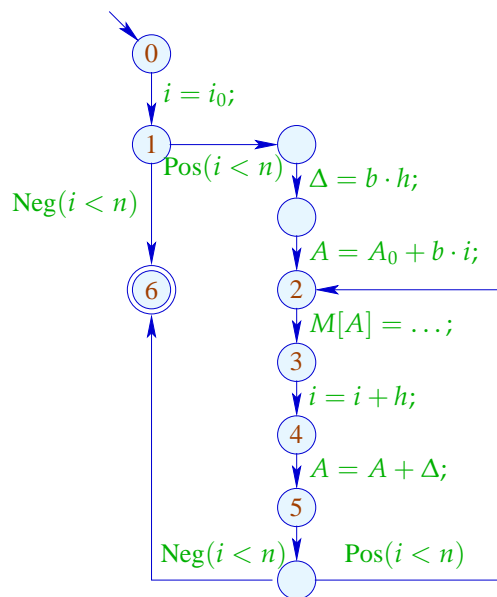 0
i = i₀;
1
Pos(i < n)
Δ = b · h;
Neg(i < n)
A = A₀ + b · i;
6
2
M[A] = …;
3
i = i + h;
4
A = A + Δ;
5
Neg(i < n)
Pos(i < n)